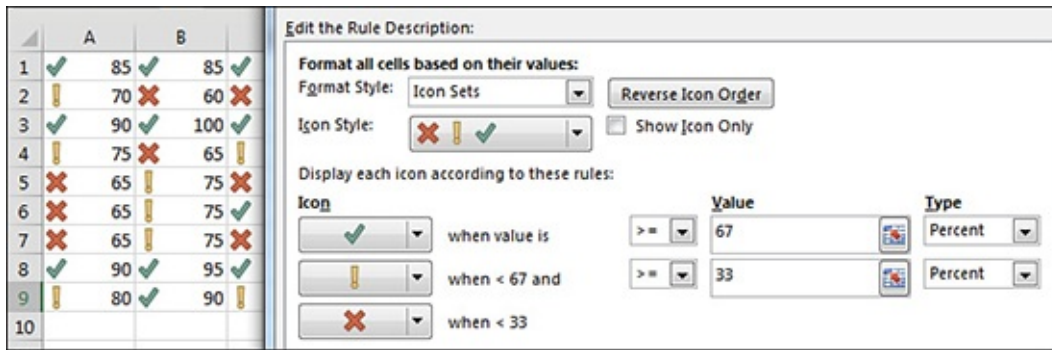 A B
1 85 85
2 70 60
3 90 100
4 75 65
5 65 75
6 65 75
7 65 75
8 90 95
9 80 90
10
Edit the Rule Description:
Format all cells based on their values:
Format Style: Icon Sets Reverse Icon Order
Icon Style: Show Icon Only
Display each icon according to these rules:
Icon Value Type
when value is >= 67 Percent
when < 67 and >= 33 Percent
when < 33